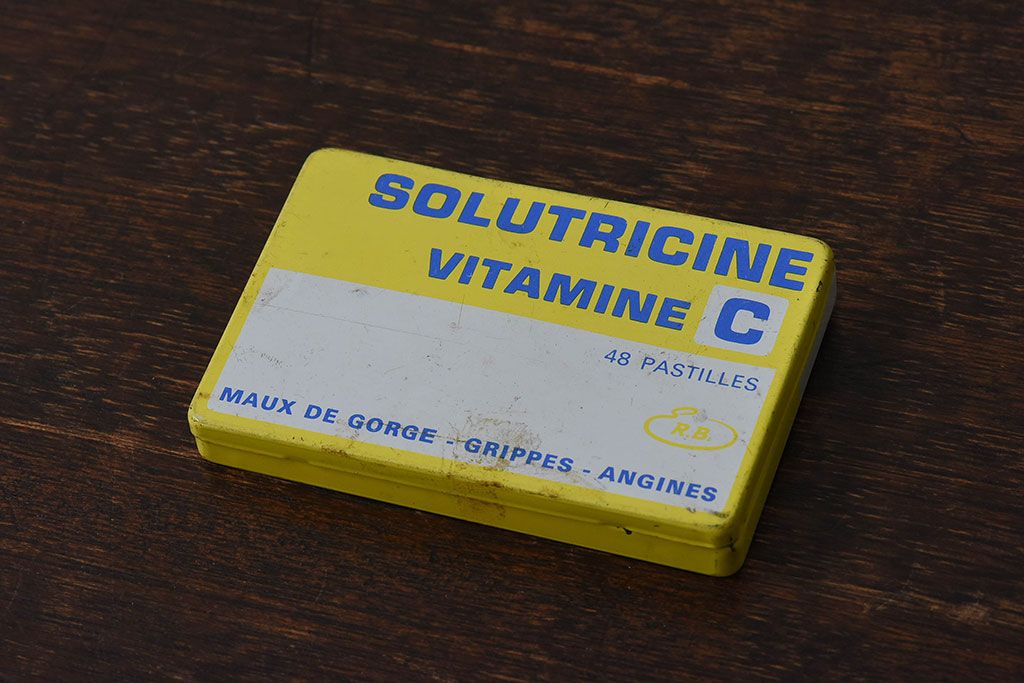 SOLUTRICINE
VITAMINE C
48 PASTILLES
R.B.
MAUX DE GORGE - GRIPPES - ANGINES